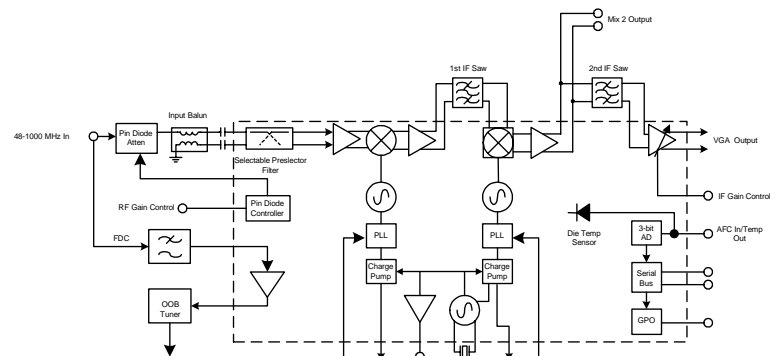 Mix 2 Output
1st IF Saw
2nd IF Saw
Input Balun
48-1000 MHz In
Pin Diode
Atten
VGA Output
Selectable Preslector
Filter
IF Gain Control
RF Gain Control
Pin Diode
Controller
Die Temp
Sensor
3-bit
AD
AFC In/Temp
Out
FDC
PLL
PLL
Charge
Pump
Charge
Pump
Serial
Bus
OOB
Tuner
GPO